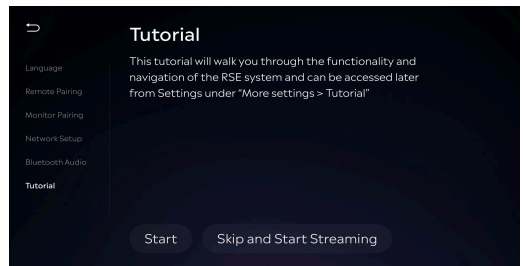 Tutorial
This tutorial will walk you through the functionality and
navigation of the RSE system and can be accessed later
from Settings under “More settings > Tutorial”
Language
Remote Pairing
Monitor Pairing
Network Setup
Bluetooth Audio
Tutorial
Start
Skip and Start Streaming